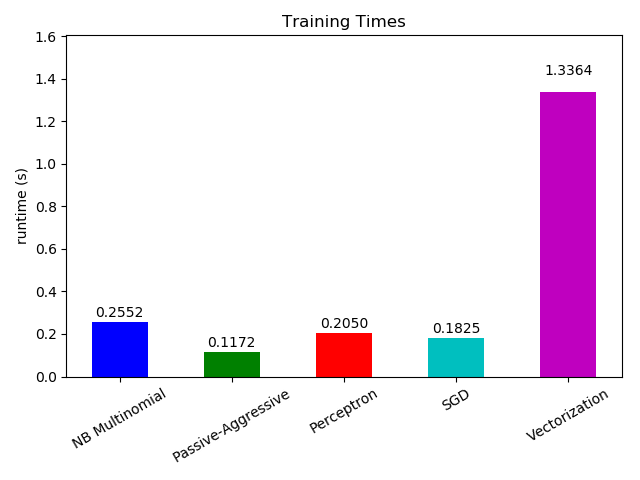 Training Times
runtime (s)
1.6
1.4
1.2
1.0
0.8
0.6
0.4
0.2
0.0
0.2552
0.1172
0.2050
0.1825
1.3364
NB Multinomial
Passive-Aggressive
Perceptron
SGD
Vectorization